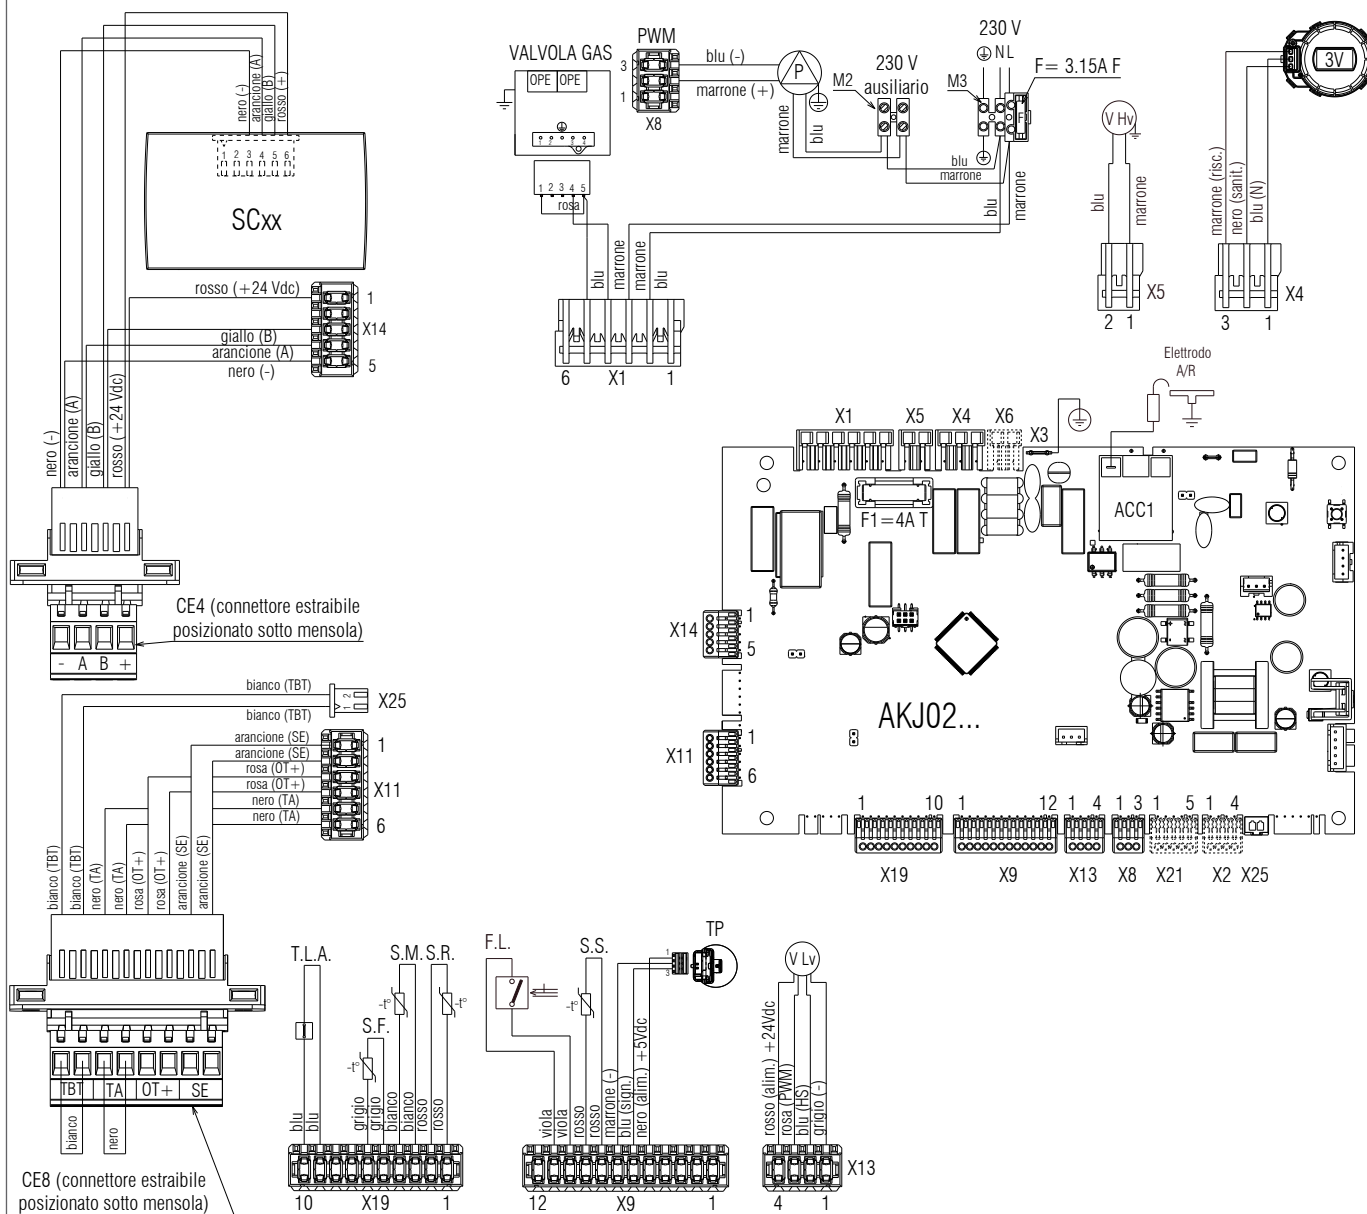 nero (-)
arancione (A)
giallo (B)
rosso (+)
1 2 3 4 5 6
SCxx
rosso (+24 Vdc)
giallo (B)
arancione (A)
nero (-)
1
X14
5
nero (-)
arancione (A)
giallo (B)
rosso (+24 Vdc)
CE4 (connettore estraibile
posizionato sotto mensola)
- A B +
VALVOLA GAS
OPE OPE
1 2 3 4 5
rosa
PWM
3
1
X8
blu (-)
marrone (+)
P
marrone
blu
M2
230 V
ausiliario
230 V
N L
M3
F= 3.15A F
F
blu
marrone
blu
marrone
blu
marrone
marrone
blu
6 X1 1
V Hv
blu
marrone
X5
2 1
3V
marrone (risc.)
nero (sanit.)
blu (N)
X4
3 1
Elettrodo
A/R
X1 X5 X4 X6
X3
F1=4A T
ACC1
X14
1
5
AKJ02...
X11
1
6
1 10 1 12 1 4 1 3 1 5 1 4
X19 X9 X13 X8 X21 X2 X25
bianco (TBT)
bianco (TBT)
1 2
X25
arancione (SE)
arancione (SE)
rosa (OT+)
rosa (OT+)
nero (TA)
nero (TA)
1
X11
6
bianco (TBT)
bianco (TBT)
nero (TA)
nero (TA)
rosa (OT+)
rosa (OT+)
arancione (SE)
arancione (SE)
TBT TA OT+ SE
bianco
nero
CE8 (connettore estraibile
posizionato sotto mensola)
T.L.A.
S.F.
S.M. S.R.
-t°
-t°
-t°
blu
blu
grigio
grigio
bianco
bianco
rosso
rosso
10 X19 1
F.L.
S.S.
-t°
TP
1
3
viola
viola
rosso
rosso
marrone (-)
blu (sign.)
nero (alim.) +5Vdc
12 X9 1
V Lv
rosso (alim.) +24Vdc
rosa (PWM)
blu (HS)
grigio (-)
X13
4 1